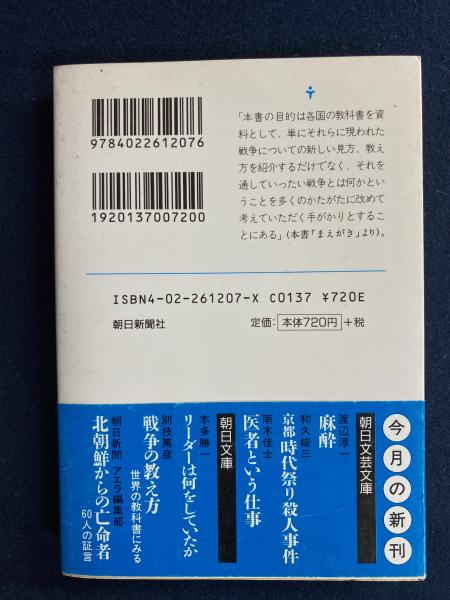 9784022612076
1920137007200
「本書の目的は各国の教科書を資
料として、単にそれらに現われた
戦争についての新しい見方、教え
方を紹介するだけでなく、それを
通していったい戦争とは何かとい
うことを多くのかたがたに改めて
考えていただく手がかりとするこ
とにある」(本書「まえがき」より)。
ISBN4-02-261207-X C0137 ¥720E
朝日新聞社
定価:本体720円+税
今月の新刊
朝日文芸文庫
渡辺淳一
麻酔
和久峻三
京都時代祭り殺人事件
南木佳士
医者という仕事
朝日文庫
本多勝一
リーダーは何をしていたか
別技篤彦
戦争の教え方
世界の教科書にみる
朝日新聞 アエラ編集部
北朝鮮からの亡命者
60人の証言